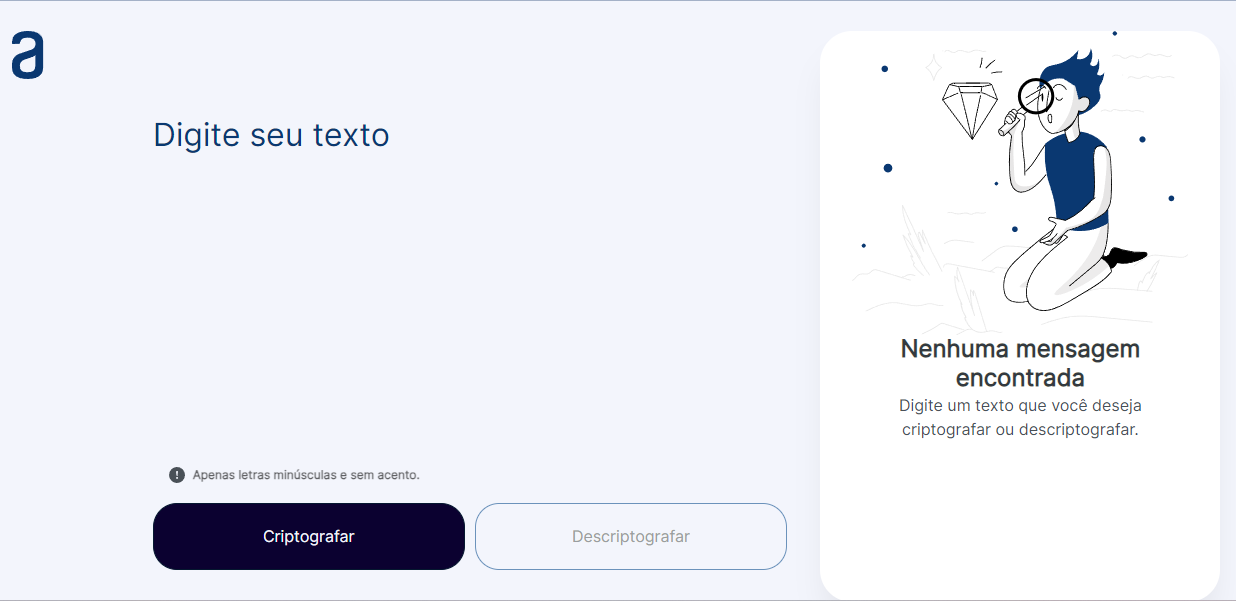 a
Digite seu texto
Apenas letras minúsculas e sem acento.
Criptografar
Descriptografar
Nenhuma mensagem
encontrada
Digite um texto que você deseja
criptografar ou descriptografar.